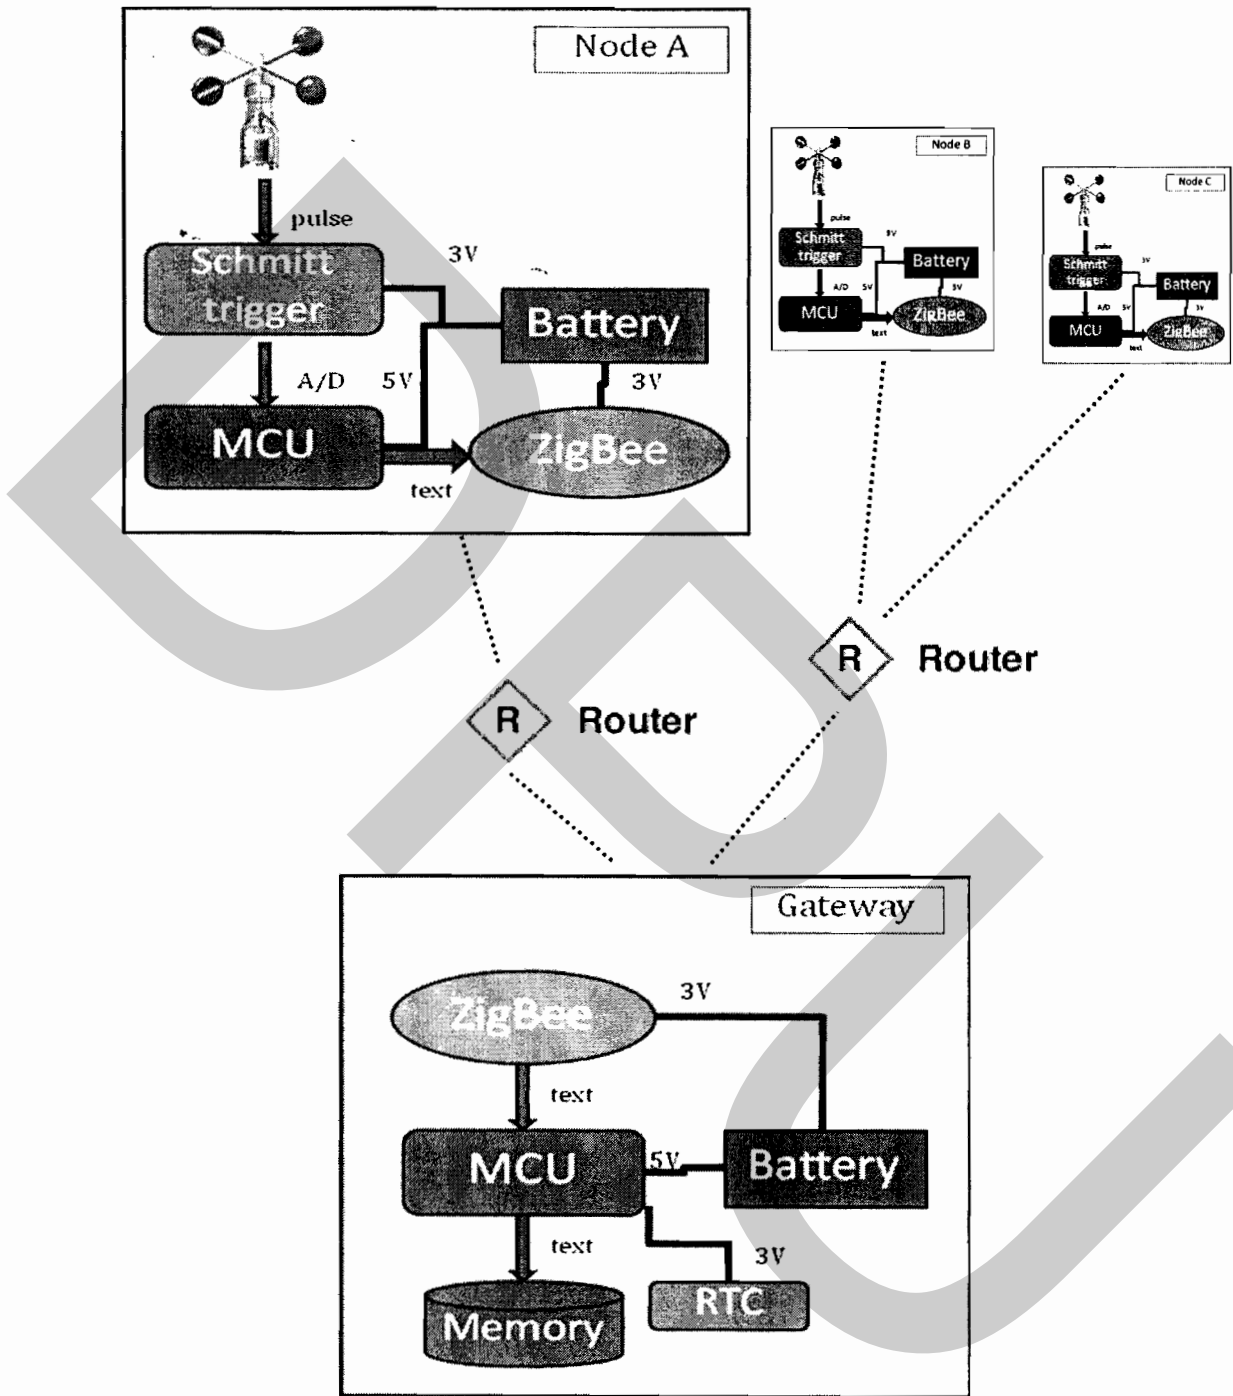 Node A
pulse
Schmitt
trigger
3V
Battery
A/D
5V
3V
MCU
ZigBee
text
Node B
pulse
Schmitt
trigger
Battery
A/D
5V
3V
MCU
ZigBee
text
Node C
pulse
Schmitt
trigger
3V
Battery
A/D
5V
3V
MCU
ZigBee
text
R Router
R Router
Gateway
ZigBee
3V
text
MCU
5V
Battery
text
3V
RTC
Memory
DPU